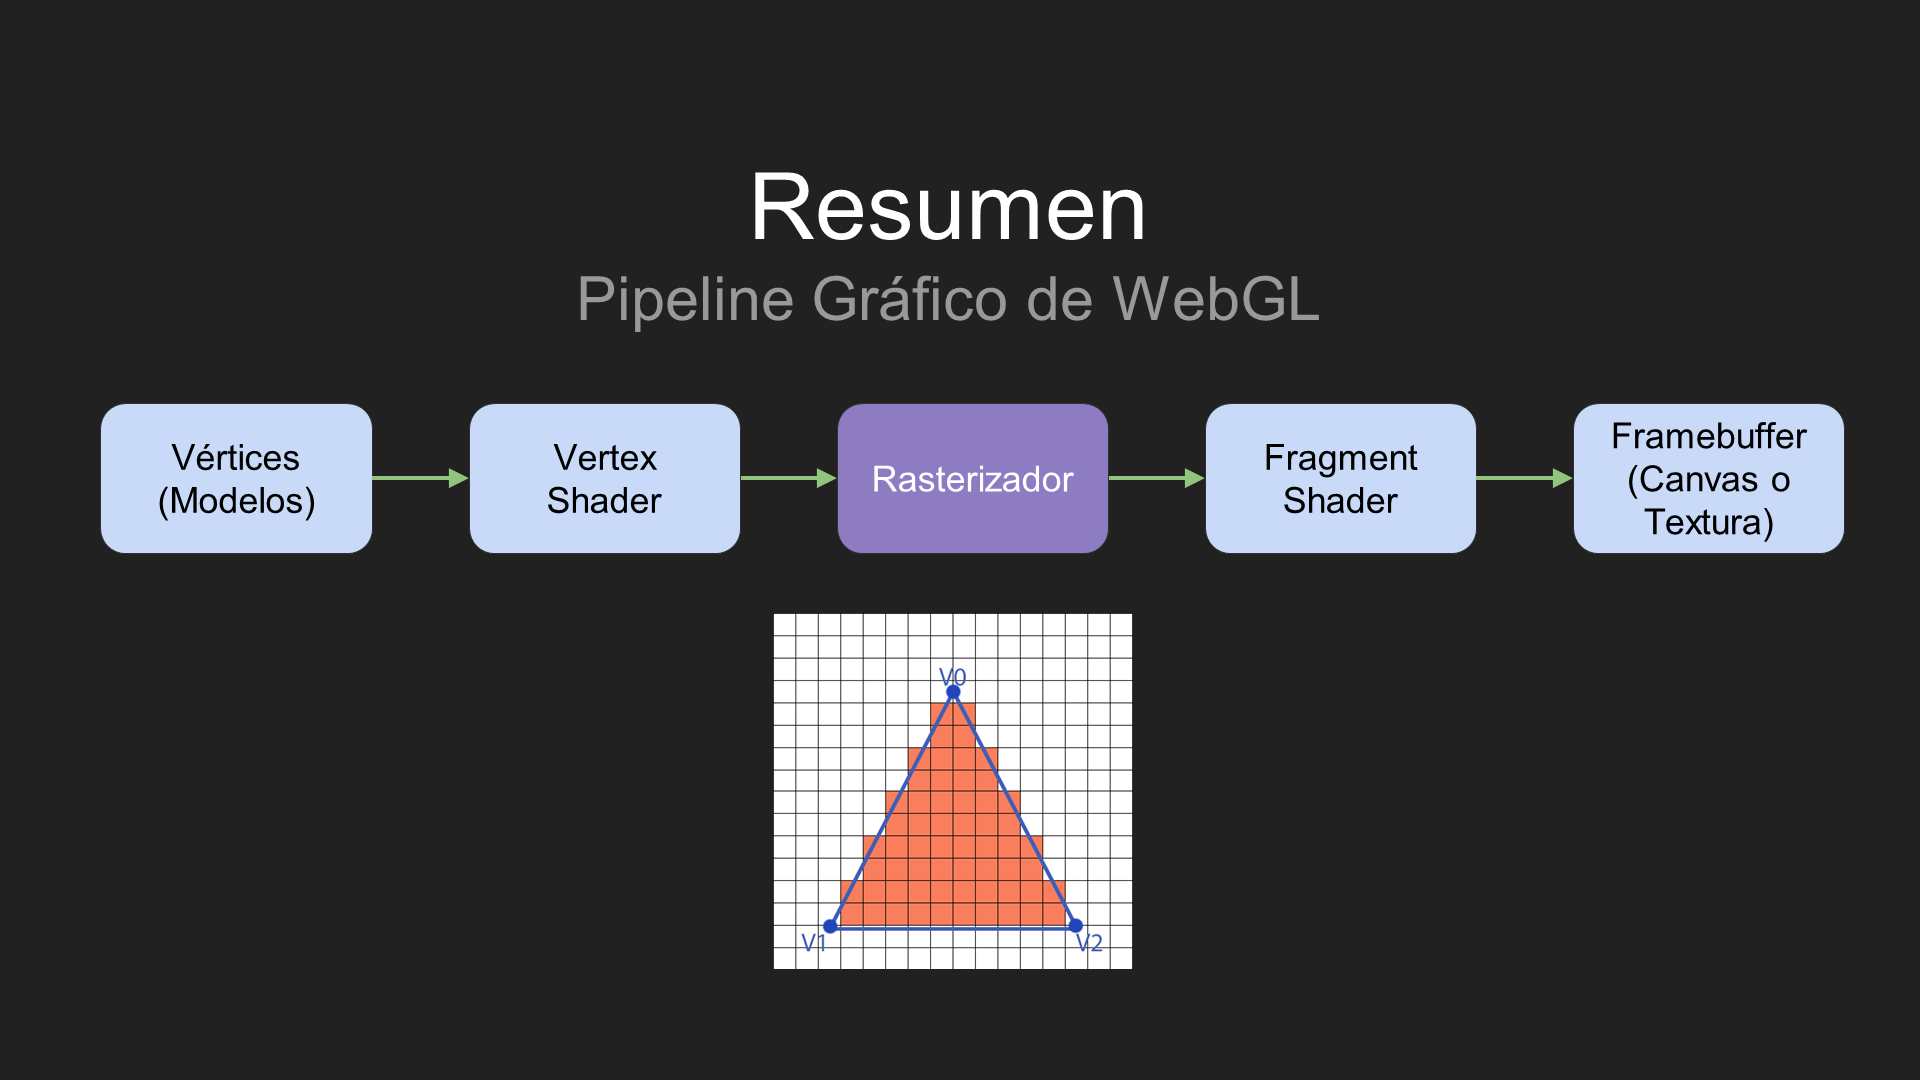 Resumen
Pipeline Gráfico de WebGL
Vértices
(Modelos)
Vertex
Shader
Rasterizador
Fragment
Shader
Framebuffer
(Canvas o
Textura)
V0
V1
V2